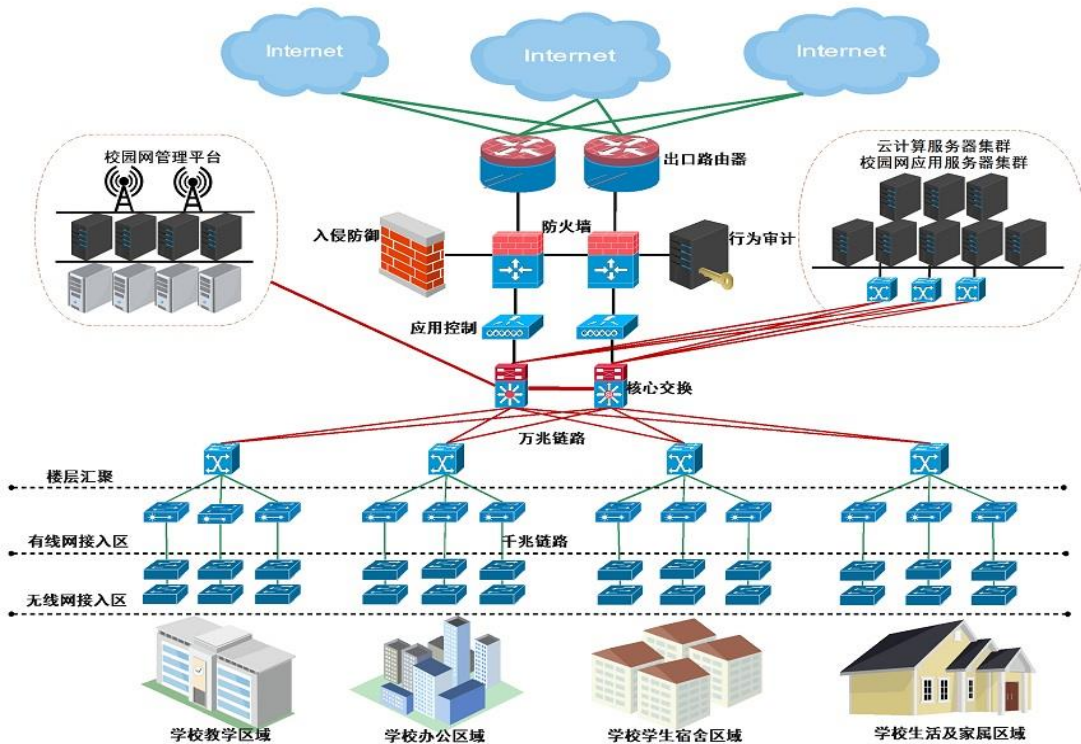 Internet
Internet
Internet
校园网管理平台
出口路由器
云计算服务器集群
校园网应用服务器集群
入侵防御
防火墙
行为审计
应用控制
核心交换
万兆链路
楼层汇聚
有线网接入区
千兆链路
无线网接入区
学校教学区域
学校办公区域
学校学生宿舍区域
学校生活及家属区域